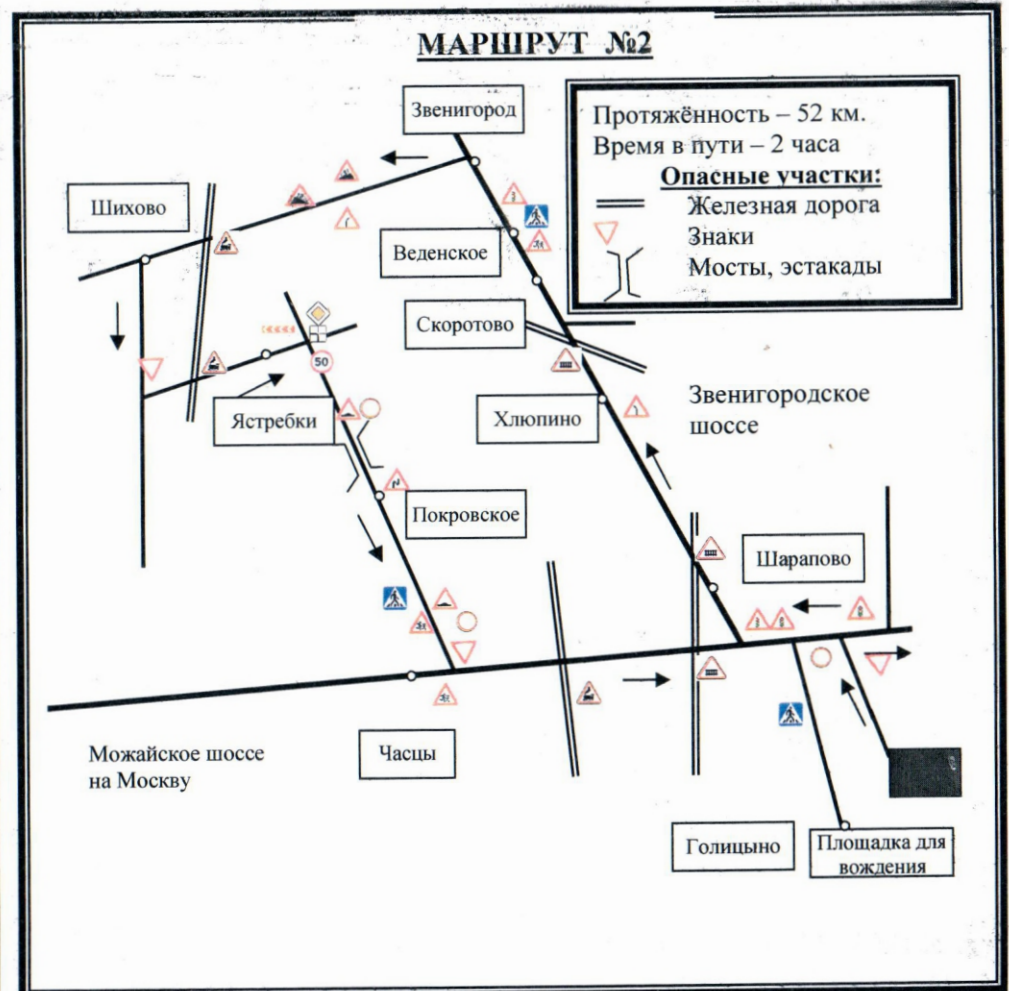 МАРШРУТ №2
Звенигород
Протяжённость – 52 км.
Время в пути – 2 часа
Опасные участки:
Железная дорога
Знаки
Мосты, эстакады
Шихово
Веденское
Скоротово
50
Ястребки
Хлюпино
Звенигородское
шоссе
Покровское
Шарапово
Можайское шоссе
на Москву
Часцы
Голицыно
Площадка для
вождения